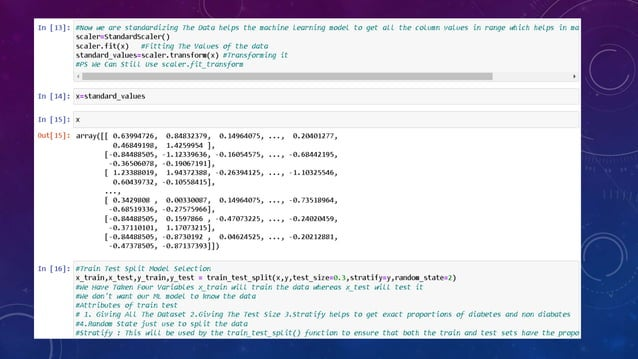 In [13]: #Now we are standardizing The Data helps the machine learning model to get all the column values in range which helps in ma
scaler=StandardScaler()
scaler.fit(x) #Fitting The Values of the data
standard_values=scaler.transform(x) #Transforming it
#PS We Can Still Use scaler.fit_transform
In [14]: x=standard_values
In [15]: x
Out[15]: array([[ 0.63994726, 0.84832379, 0.14964075, ..., 0.20401277,
0.46849198, 1.4259954 ],
[-0.84488505, -1.12339636, -0.16054575, ..., -0.68442195,
-0.36506078, -0.19067191],
[ 1.23388019, 1.94372388, -0.26394125, ..., -1.10325546,
0.60439732, -0.10558415],
...,
[ 0.3429808 , 0.00330087, 0.14964075, ..., -0.73518964,
-0.68519336, -0.27575966],
[-0.84488505, 0.1597866 , -0.47073225, ..., -0.24020459,
-0.37110101, 1.17073215],
[-0.84488505, -0.8730192 , 0.04624525, ..., -0.20212881,
-0.47378505, -0.87137393]])
In [16]: #Train Test Split Model Selection
x_train,x_test,y_train,y_test = train_test_split(x,y,test_size=0.3,stratify=y,random_state=2)
#We Have Taken Four Variables x_train will train the data whereas x_test will test it
#We don't want our ML model to know the data
#Attributes of train test
# 1. Giving All The Dataset 2.Giving The Test Size 3.Stratify helps to get exact proportions of diabetes and non diabetes
#4.Random State just use to split the data
#Stratify : This will be used by the train_test_split() function to ensure that both the train and test sets have the propo